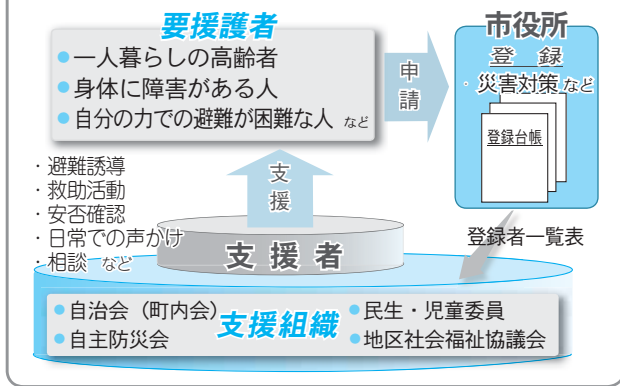 要援護者
●一人暮らしの高齢者
●身体に障害がある人
●自分の力での避難が困難な人 など
申請
市役所
登 録
・災害対策など
登録台帳
・避難誘導
・救助活動
・安否確認
・日常での声かけ
・相談 など
支援
支援者
登録者一覧表
●自治会（町内会）
●自主防災会
支援組織
●民生・児童委員
●地区社会福祉協議会